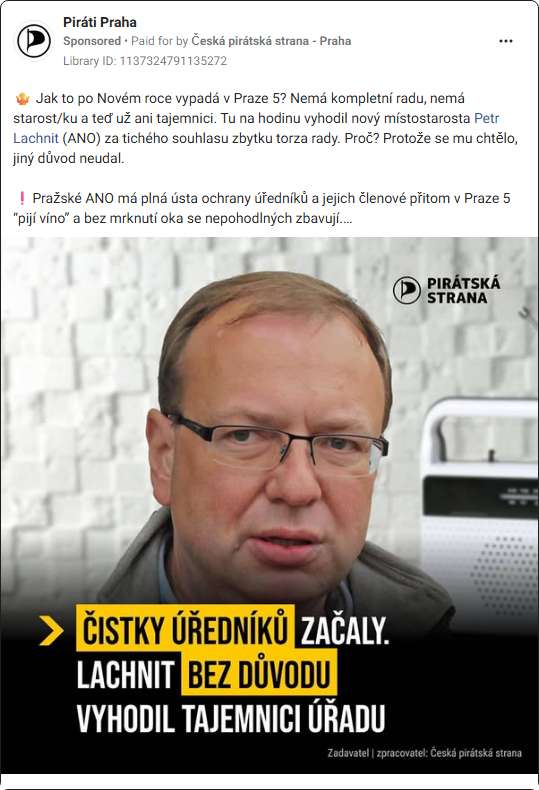 Piráti Praha
Sponsored • Paid for by Česká pirátská strana - Praha
Library ID: 1137324791135272
Jak to po Novém roce vypadá v Praze 5? Nemá kompletní radu, nemá
starost/ku a teď už ani tajemnici. Tu na hodinu vyhodil nový místostarosta Petr
Lachnit (ANO) za tichého souhlasu zbytku torza rady. Proč? Protože se mu chtělo,
jiný důvod neudal.
❗ Pražské ANO má plná ústa ochrany úředníků a jejich členové přitom v Praze 5
“pijí víno” a bez mrknutí oka se nepohodlných zbavují....
PIRÁTSKÁ
STRANA
ČISTKY ÚŘEDNÍKŮ ZAČALY.
LACHNIT BEZ DŮVODU
VYHODIL TAJEMNICI ÚŘADU
Zadavatel | zpracovatel: Česká pirátská strana